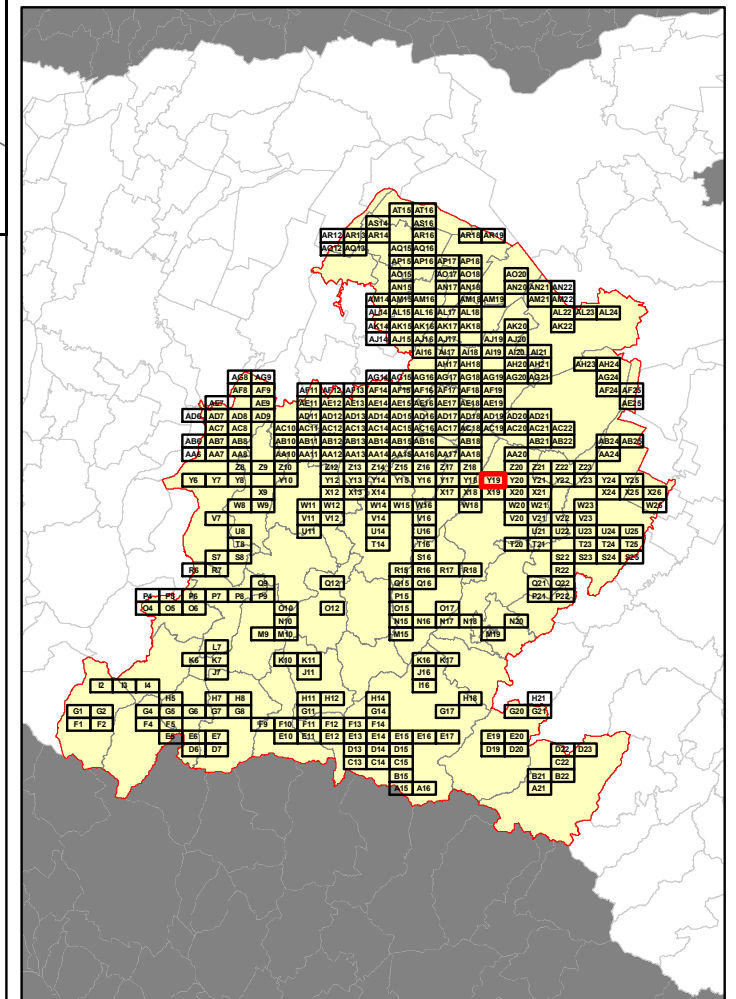 AT15 AT16
AS14 AS16
AR12 AR13 AR14 AR16 AR18 AR19
AQ12 AQ13 AQ15 AQ16
AP15 AP16 AP17 AP18
AO15 AO17 AO18 AO20
AN15 AN17 AN18 AN20 AN21 AN22
AM14 AM15 AM16 AM18 AM19 AM21 AM22
AL14 AL15 AL16 AL17 AL18 AL22 AL23 AL24
AK14 AK15 AK16 AK17 AK18 AK20 AK22
AJ14 AJ15 AJ16 AJ17 AJ19 AJ20
AI16 AI17 AI18 AI19 AI20 AI21
AH17 AH18 AH20 AH21 AH23 AH24
AG8 AG9 AG14 AG15 AG16 AG17 AG18 AG19 AG20 AG21 AG24
AF8 AF9 AF11 AF12 AF13 AF14 AF15 AF16 AF17 AF18 AF19 AF24 AF25
AE7 AE9 AE11 AE12 AE13 AE14 AE15 AE16 AE17 AE18 AE19 AE25
AD6 AD7 AD8 AD9 AD11 AD12 AD13 AD14 AD15 AD16 AD17 AD18 AD19 AD20 AD21
AC7 AC8 AC10 AC11 AC12 AC13 AC14 AC15 AC16 AC17 AC18 AC19 AC20 AC21 AC22
AB6 AB7 AB8 AB10 AB11 AB12 AB13 AB14 AB15 AB16 AB18 AB21 AB22 AB24 AB25
AA6 AA7 AA8 AA10 AA11 AA12 AA13 AA14 AA15 AA16 AA17 AA18 AA20 AA24
Z8 Z9 Z10 Z12 Z13 Z14 Z15 Z16 Z17 Z18 Z20 Z21 Z22 Z23
Y6 Y7 Y8 Y10 Y12 Y13 Y14 Y15 Y16 Y17 Y18 Y19 Y20 Y21 Y22 Y23 Y24 Y25
X9 X12 X13 X14 X17 X18 X19 X20 X21 X24 X25 X26
W8 W9 W11 W12 W14 W15 W16 W18 W20 W21 W23 W26
V7 V11 V12 V14 V16 V20 V21 V22 V23
U8 U11 U14 U16 U21 U22 U23 U24 U25
T8 T14 T16 T20 T21 T23 T24 T25
S7 S8 S16 S22 S23 S24 S25
R6 R7 R15 R16 R17 R18 R22
Q9 Q12 Q15 Q16 Q21 Q22
P4 P5 P6 P7 P8 P9 P15 P21 P22
O4 O5 O6 O10 O12 O15 O17
N10 N15 N16 N17 N18 N20
M9 M10 M15 M19
L7
K6 K7 K10 K11 K16 K17
J7 J11 J16
I2 I3 I4 I16
H5 H7 H8 H11 H12 H14 H18 H21
G1 G2 G4 G5 G6 G7 G8 G11 G14 G17 G20 G21
F1 F2 F4 F5 F9 F10 F11 F12 F13 F14
E5 E6 E7 E10 E11 E12 E13 E14 E15 E16 E17 E19 E20
D6 D7 D13 D14 D15 D19 D20 D22 D23
C13 C14 C15 C22
B15 B21 B22
A15 A16 A21